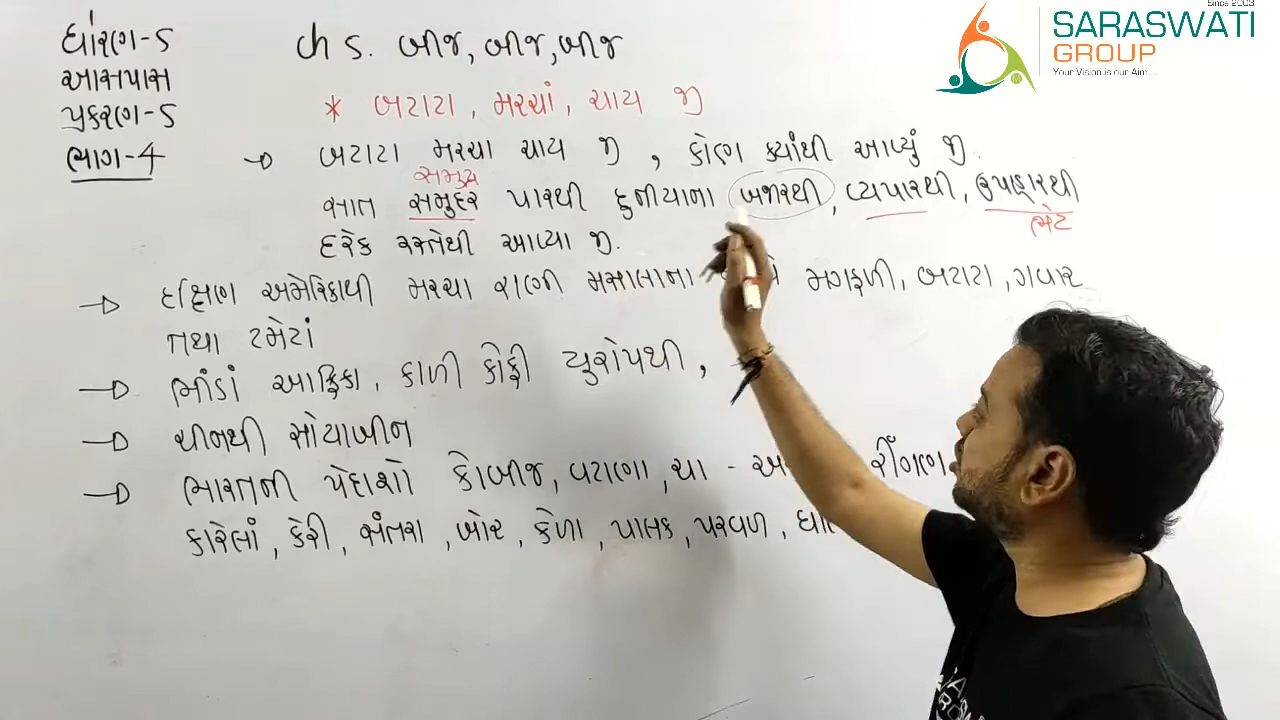 ધોરણ-5
આસપાસ
પ્રકરણ-5
ભાગ-4
ch 5. બીજ, બીજ, બીજ
* બટાટા, મરચાં, ચાય જી
→ બટાટા મરચા ચાય જી, કોણ ક્યાંથી આવ્યું જી.
સમુદ્ર
સાત સમુદર પારથી દુનીયાના બજારથી, વ્યપારથી, ઉપહારથી
ભેટ
દરેક રસ્તેથી આવ્યા જી.
→ દક્ષિણ અમેરિકાથી મરચા રાણી મસાલાના મગફળી, બટાટા, ગવાર
તથા ટમેટાં
→ ભીંડાં આફ્રિકા, કાળી કોફી યુરોપથી,
→ ચીનથી સોયાબીન
→ ભારતની પેદાશો કોબીજ, વટાણા, ચા - રીંગણ
કારેલાં, કેરી, સંતરા, બોર, કેળા, પાલક, પરવળ,
Since 2003
SARASWATI
GROUP
Your Vision is our Aim...